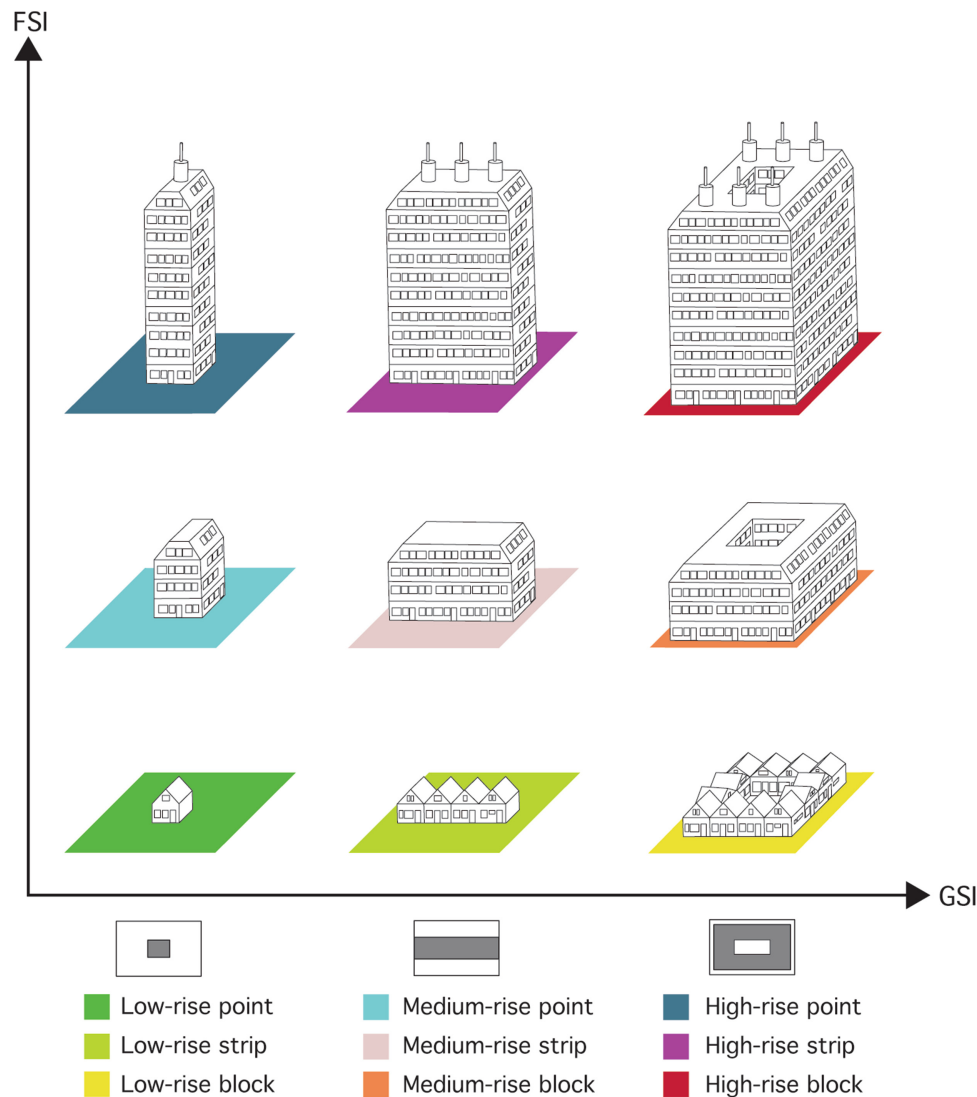 FSI
GSI
Low-rise point
Medium-rise point
High-rise point
Low-rise strip
Medium-rise strip
High-rise strip
Low-rise block
Medium-rise block
High-rise block